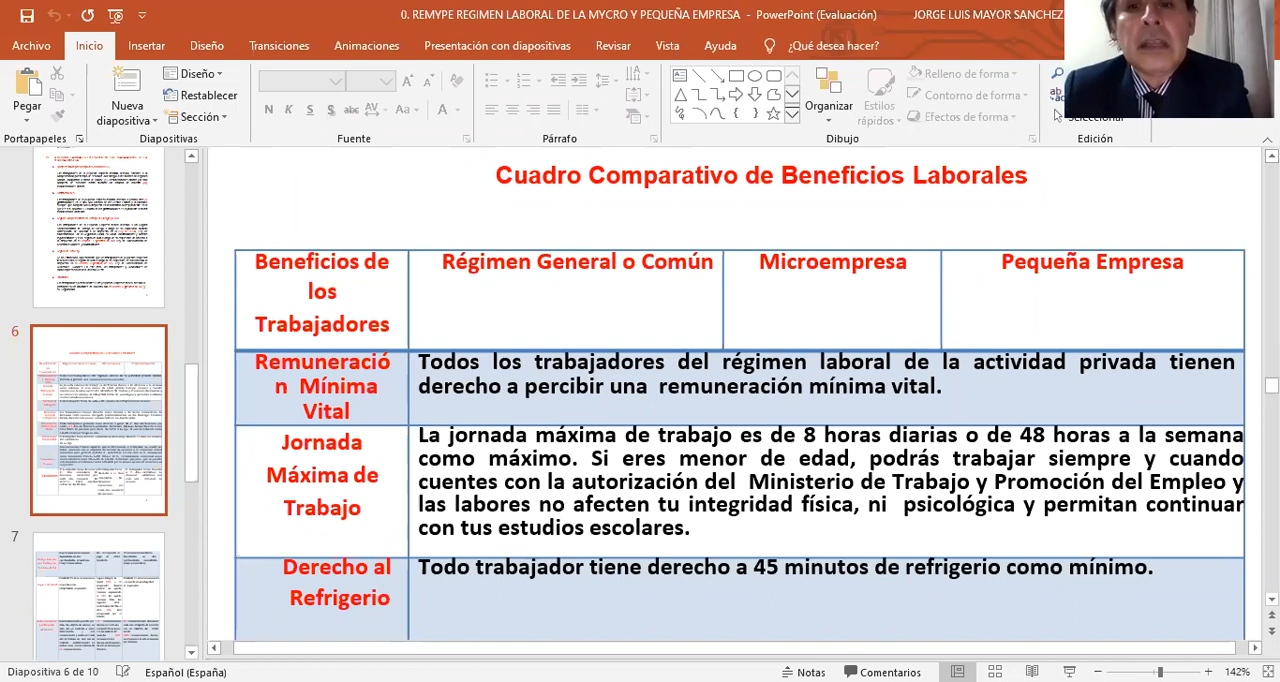 0. REMYPE REGIMEN LABORAL DE LA MYCRO Y PEQUEÑA EMPRESA - PowerPoint (Evaluación)
JORGE LUIS MAYOR SANCHEZ
Archivo
Inicio
Insertar
Diseño
Transiciones
Animaciones
Presentación con diapositivas
Revisar
Vista
Ayuda
¿Qué desea hacer?
Pegar
Nueva
diapositiva
Diseño
Restablecer
Sección
N K S S abc AV Aa A
Organizar
Estilos
rápidos
Relleno de forma
Contorno de forma
Efectos de forma
Portapapeles
Diapositivas
Fuente
Párrafo
Dibujo
Edición
6
7
Cuadro Comparativo de Beneficios Laborales
Beneficios de
los
Trabajadores
Régimen General o Común
Microempresa
Pequeña Empresa
Remuneració
n Mínima
Vital
Todos los trabajadores del régimen laboral de la actividad privada tienen
derecho a percibir una remuneración mínima vital.
Jornada
Máxima de
Trabajo
La jornada máxima de trabajo es de 8 horas diarias o de 48 horas a la semana
como máximo. Si eres menor de edad, podrás trabajar siempre y cuando
cuentes con la autorización del Ministerio de Trabajo y Promoción del Empleo y
las labores no afecten tu integridad física, ni psicológica y permitan continuar
con tus estudios escolares.
Derecho al
Refrigerio
Todo trabajador tiene derecho a 45 minutos de refrigerio como mínimo.
Diapositiva 6 de 10
Español (España)
Notas
Comentarios
142%